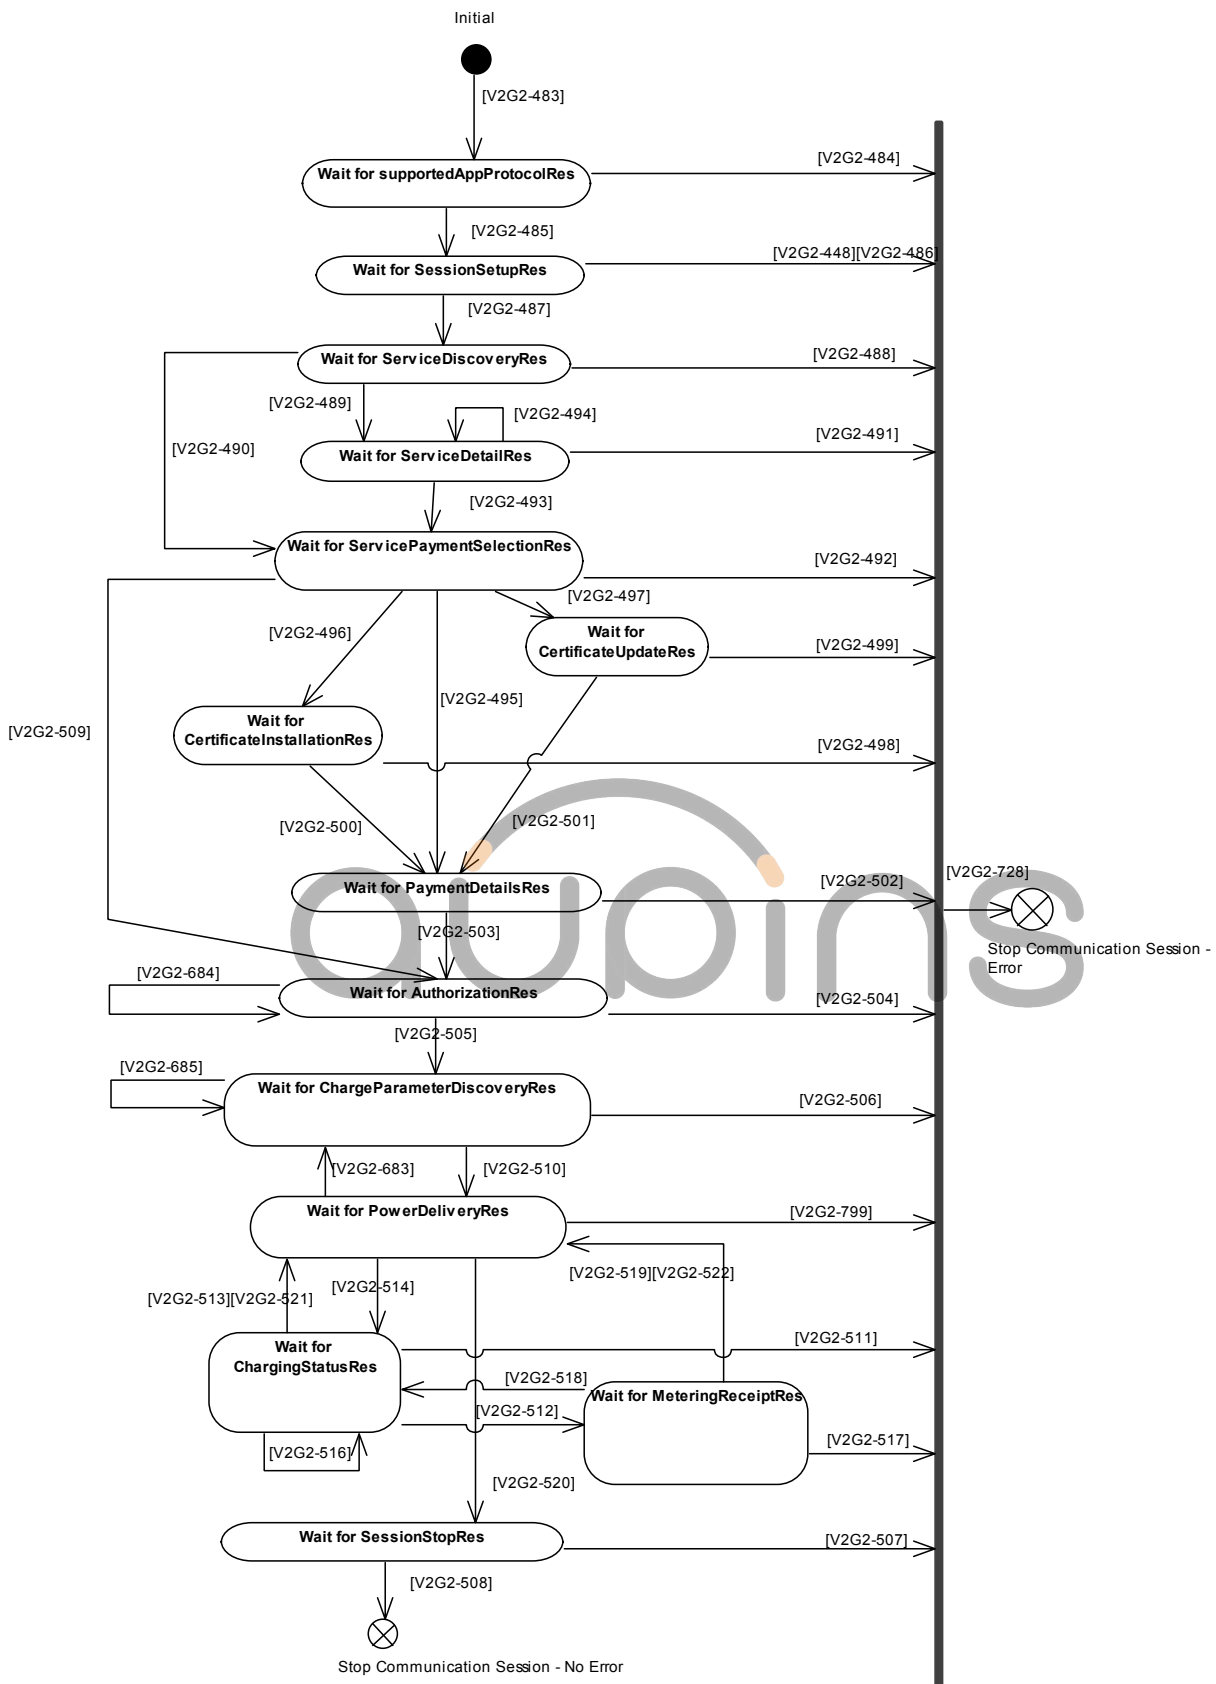 Initial
[V2G2-483]
Wait for supportedAppProtocolRes
[V2G2-484]
[V2G2-485]
Wait for SessionSetupRes
[V2G2-448][V2G2-486]
[V2G2-487]
Wait for ServiceDiscoveryRes
[V2G2-488]
[V2G2-489]
[V2G2-494]
[V2G2-490]
Wait for ServiceDetailRes
[V2G2-491]
[V2G2-493]
Wait for ServicePaymentSelectionRes
[V2G2-492]
[V2G2-497]
[V2G2-496]
Wait for
CertificateUpdateRes
[V2G2-499]
[V2G2-495]
[V2G2-509]
Wait for
CertificateInstallationRes
[V2G2-498]
[V2G2-500]
[V2G2-501]
Wait for PaymentDetailsRes
[V2G2-502]
[V2G2-728]
[V2G2-503]
aupins
Stop Communication Session -
Error
[V2G2-684]
Wait for AuthorizationRes
[V2G2-504]
[V2G2-505]
[V2G2-685]
Wait for ChargeParameterDiscoveryRes
[V2G2-506]
[V2G2-683]
[V2G2-510]
Wait for PowerDeliveryRes
[V2G2-799]
[V2G2-519][V2G2-522]
[V2G2-514]
[V2G2-513][V2G2-521]
Wait for
ChargingStatusRes
[V2G2-511]
[V2G2-518]
Wait for MeteringReceiptRes
[V2G2-512]
[V2G2-516]
[V2G2-517]
[V2G2-520]
Wait for SessionStopRes
[V2G2-507]
[V2G2-508]
Stop Communication Session - No Error